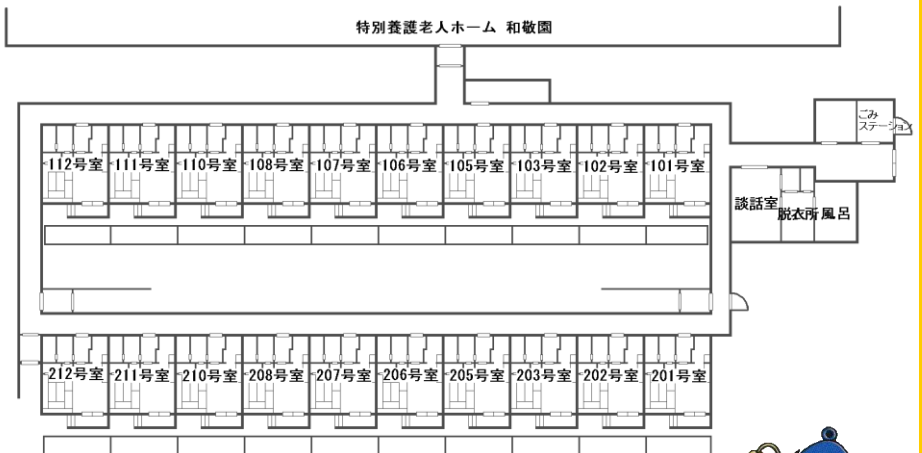 特別養護老人ホーム 和敬園
ごみ
ステーション
112号室 111号室 110号室 108号室 107号室 106号室 105号室 103号室 102号室 101号室
談話室 脱衣所 風呂
212号室 211号室 210号室 208号室 207号室 206号室 205号室 203号室 202号室 201号室